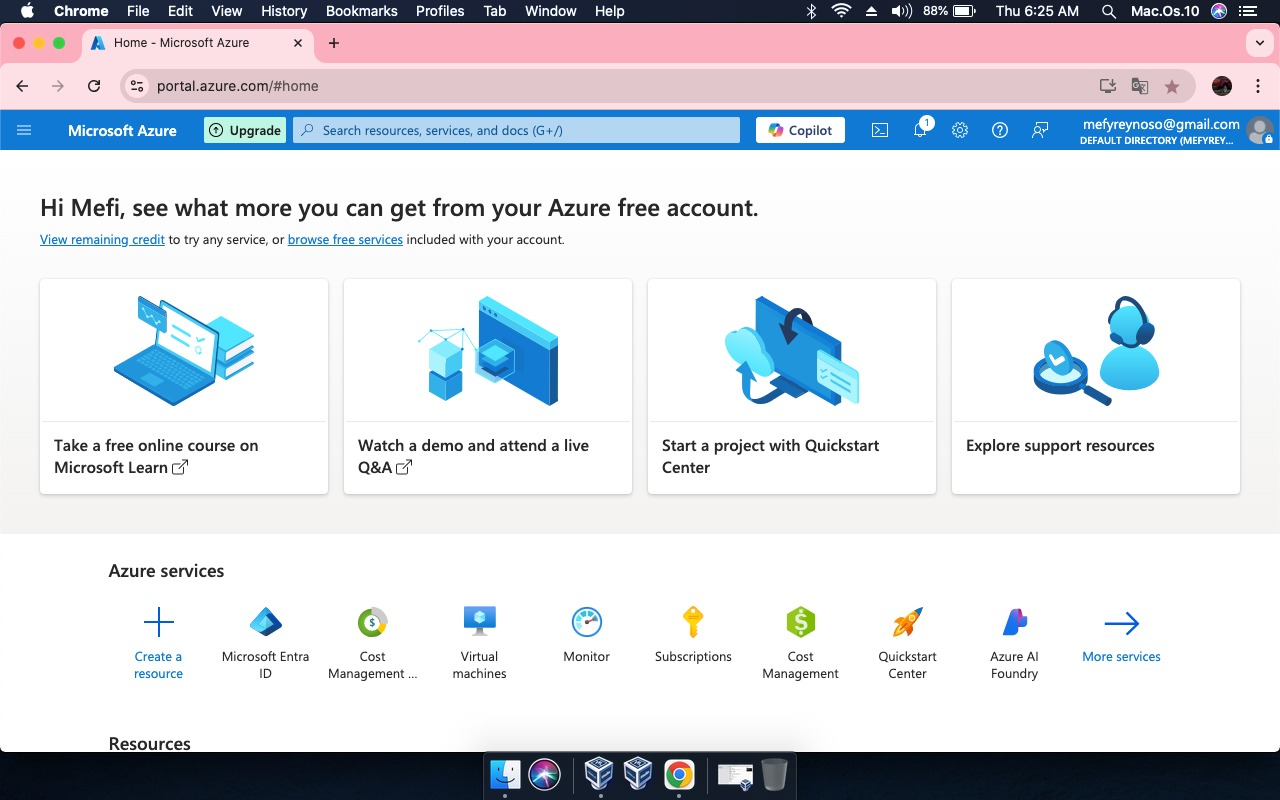 Chrome File Edit View History Bookmarks Profiles Tab Window Help 88% Thu 6:25 AM Mac.Os.10
Home - Microsoft Azure
portal.azure.com/#home
Microsoft Azure Upgrade Search resources, services, and docs (G+/) Copilot 1 mefyreynoso@gmail.com
DEFAULT DIRECTORY (MEFYREY...
Hi Mefi, see what more you can get from your Azure free account.
View remaining credit to try any service, or browse free services included with your account.
Take a free online course on
Microsoft Learn
Watch a demo and attend a live
Q&A
Start a project with Quickstart
Center
Explore support resources
Azure services
Create a
resource
Microsoft Entra
ID
Cost
Management ...
Virtual
machines
Monitor
Subscriptions
Cost
Management
Quickstart
Center
Azure AI
Foundry
More services
Resources